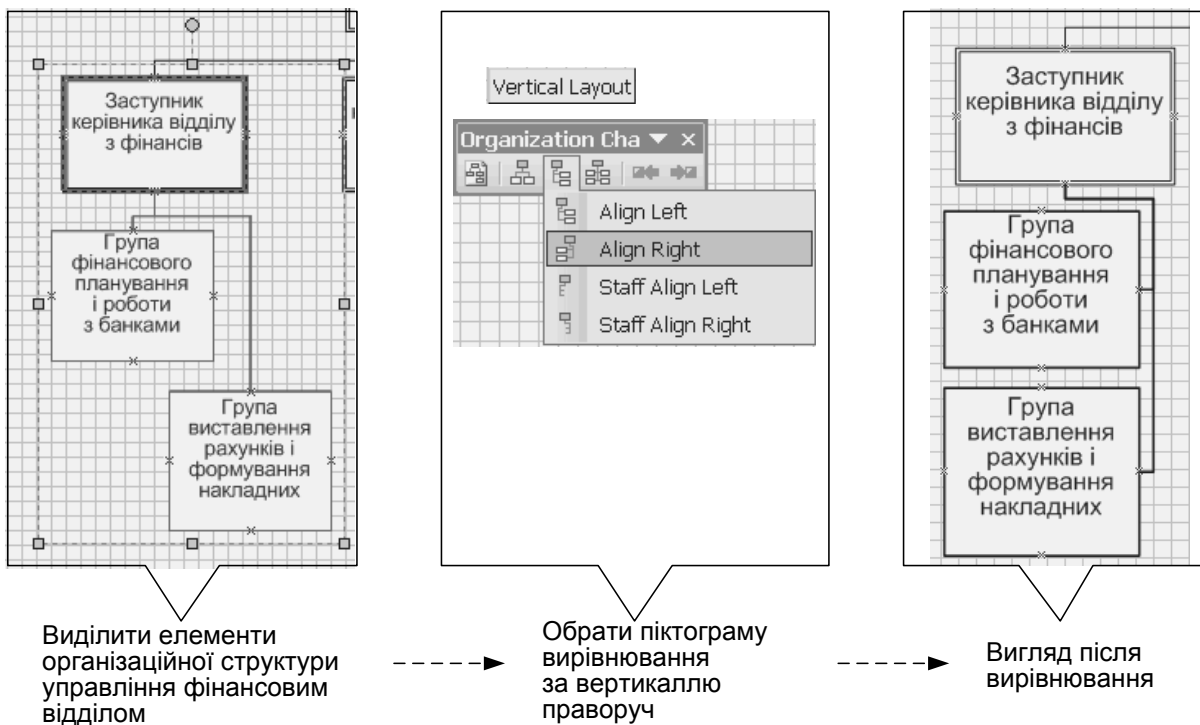 Заступник
керівника відділу
з фінансів
Група
фінансового
планування
і роботи
з банками
Група
виставлення
рахунків і
формування
накладних
Виділити елементи
організаційної структури
управління фінансовим
відділом
Vertical Layout
Organization Cha
Align Left
Align Right
Staff Align Left
Staff Align Right
Обрати піктограму
вирівнювання
за вертикаллю
праворуч
Заступник
керівника відділу
з фінансів
Група
фінансового
планування
і роботи
з банками
Група
виставлення
рахунків і
формування
накладних
Вигляд після
вирівнювання